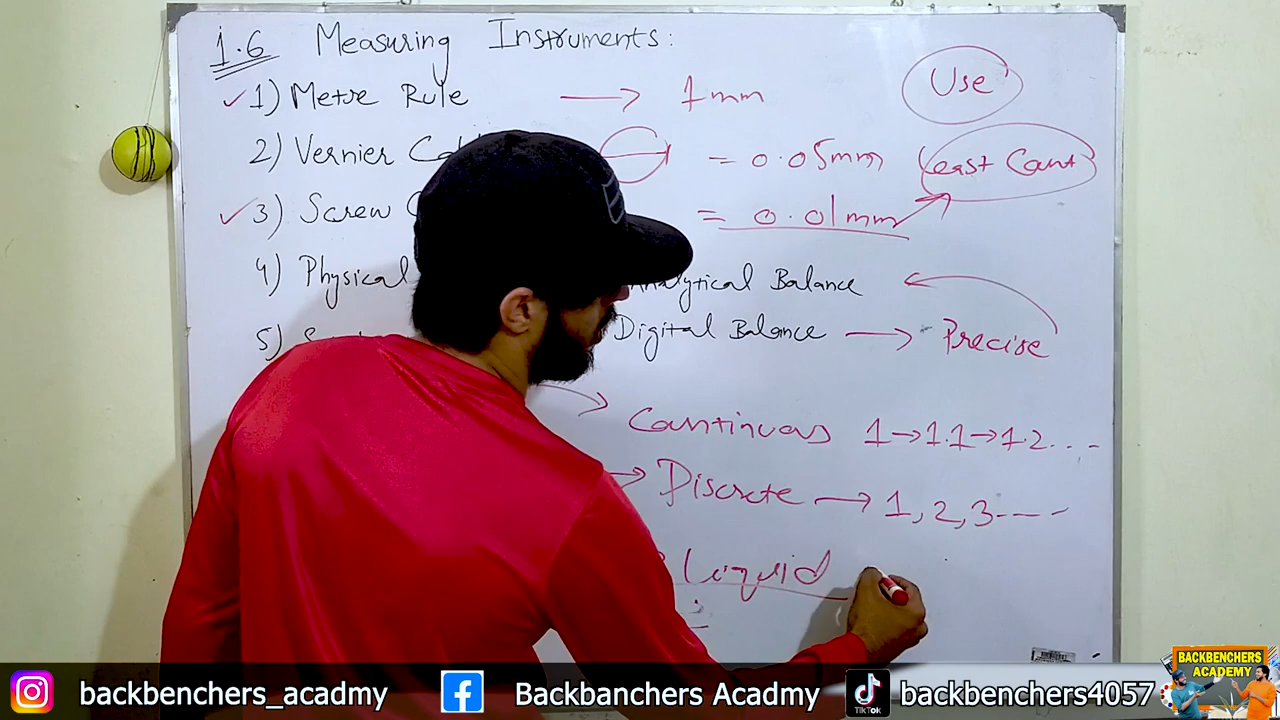 1.6 Measuring Instruments:
1) Metre Rule → 1mm
Use
2) Vernier = 0.05mm
Least Count
3) Screw = 0.01mm
4) Physical Analytical Balance
5) Digital Balance → Precise
Continuous 1→1.1→1.2...
Discrete → 1, 2, 3----
Liquid
BACKBENCHERS
ACADEMY
backbenchers_acadmy
Backbanchers Acadmy
TikTok
backbenchers4057